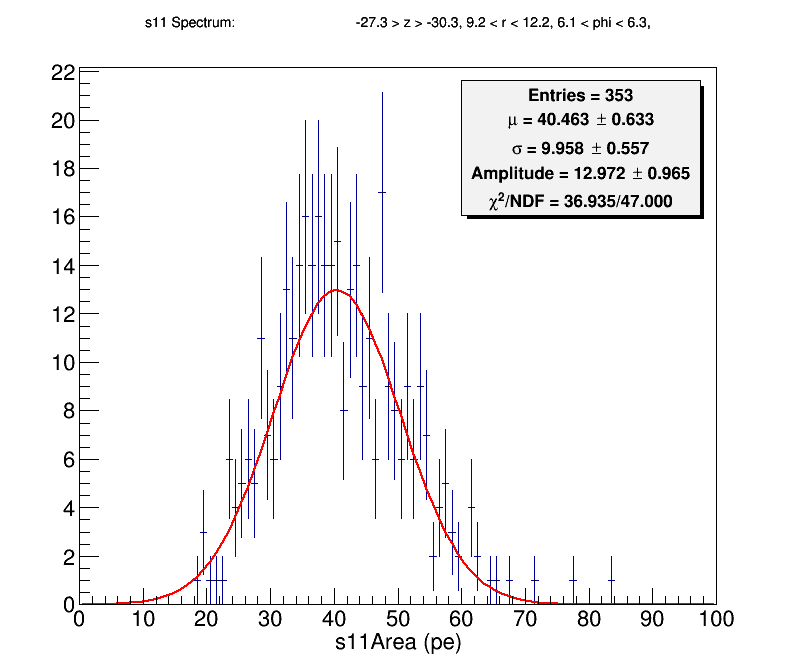 s11 Spectrum: -27.3 > z > -30.3, 9.2 < r < 12.2, 6.1 < phi < 6.3,
Entries = 353
μ = 40.463 ± 0.633
σ = 9.958 ± 0.557
Amplitude = 12.972 ± 0.965
χ²/NDF = 36.935/47.000
22
20
18
16
14
12
10
8
6
4
2
0
0 10 20 30 40 50 60 70 80 90 100
s11Area (pe)